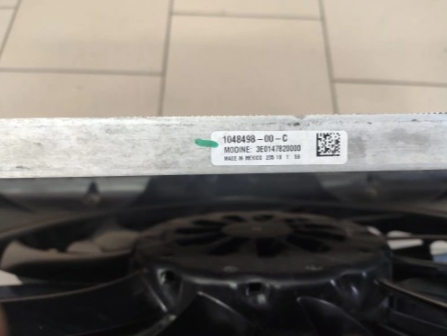 1048498-00-C
MODINE: 3E0147820000
MADE IN MEXICO